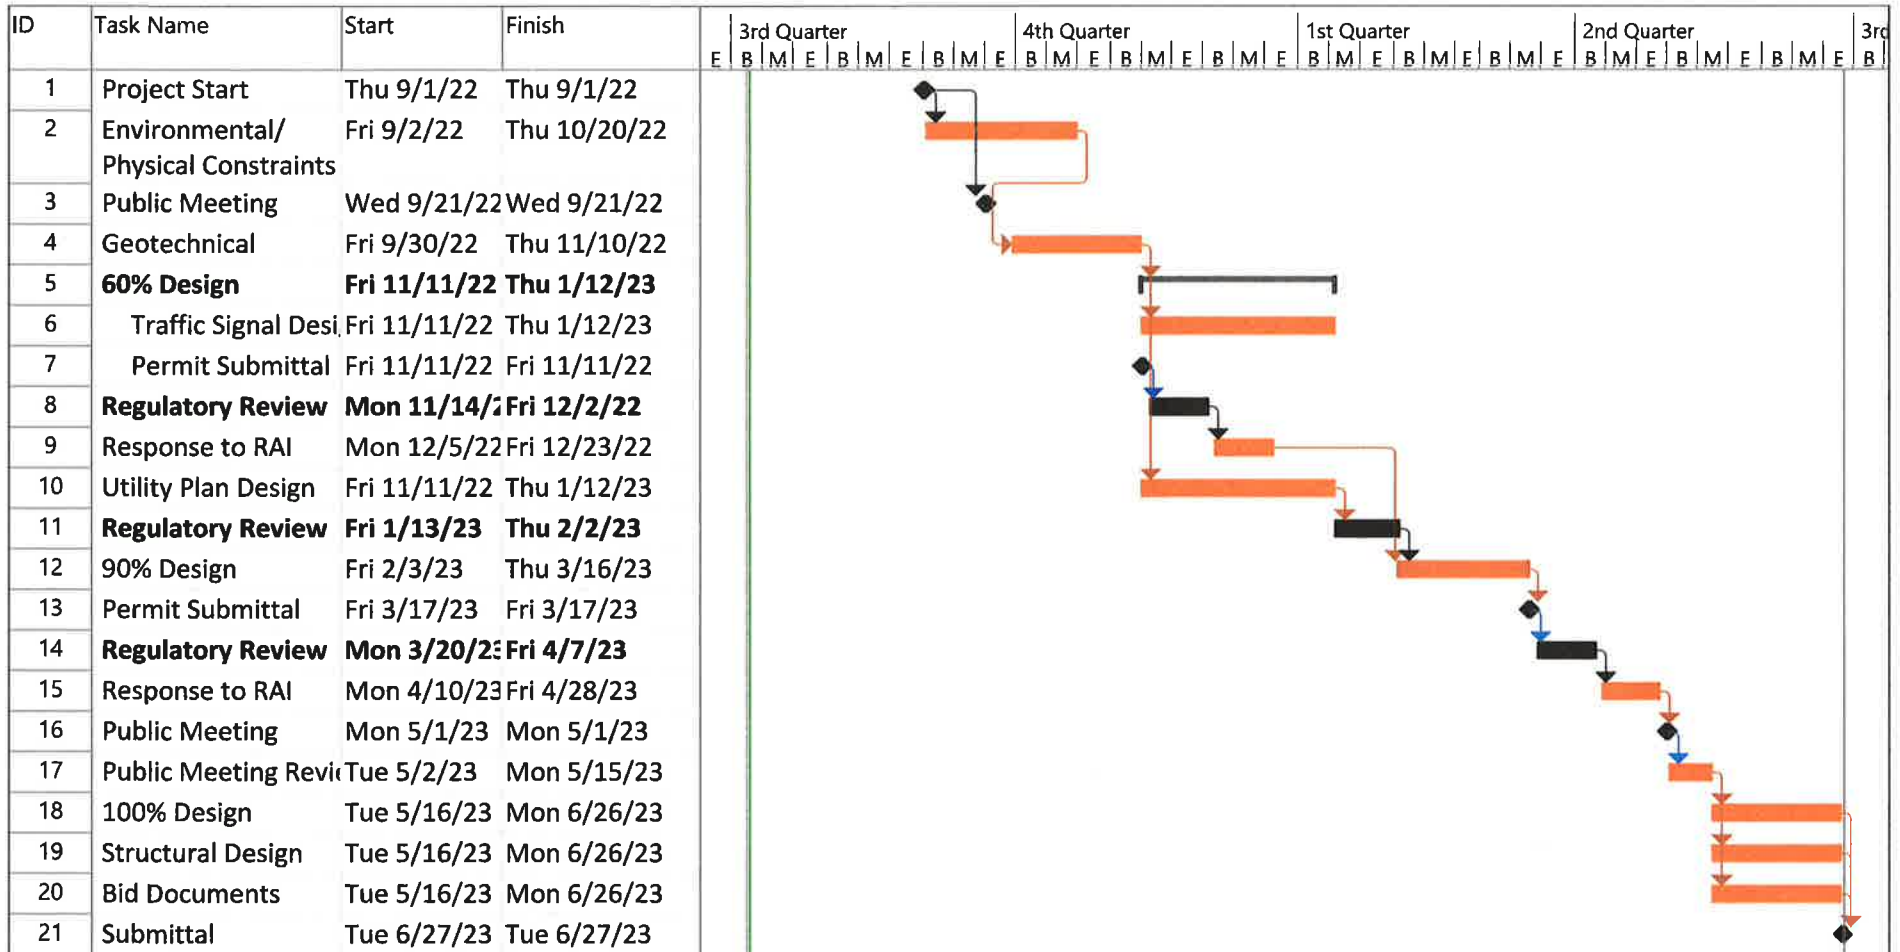 ID Task Name Start Finish 3rd Quarter 4th Quarter 1st Quarter 2nd Quarter 3rd
E B M E B M E B M E B M E B M E B M E B M E B M E B M E B M E B M E B M E B
1 Project Start Thu 9/1/22 Thu 9/1/22
2 Environmental/ Fri 9/2/22 Thu 10/20/22
Physical Constraints
3 Public Meeting Wed 9/21/22 Wed 9/21/22
4 Geotechnical Fri 9/30/22 Thu 11/10/22
5 60% Design Fri 11/11/22 Thu 1/12/23
6 Traffic Signal Desi Fri 11/11/22 Thu 1/12/23
7 Permit Submittal Fri 11/11/22 Fri 11/11/22
8 Regulatory Review Mon 11/14/2 Fri 12/2/22
9 Response to RAI Mon 12/5/22 Fri 12/23/22
10 Utility Plan Design Fri 11/11/22 Thu 1/12/23
11 Regulatory Review Fri 1/13/23 Thu 2/2/23
12 90% Design Fri 2/3/23 Thu 3/16/23
13 Permit Submittal Fri 3/17/23 Fri 3/17/23
14 Regulatory Review Mon 3/20/23 Fri 4/7/23
15 Response to RAI Mon 4/10/23 Fri 4/28/23
16 Public Meeting Mon 5/1/23 Mon 5/1/23
17 Public Meeting Revi Tue 5/2/23 Mon 5/15/23
18 100% Design Tue 5/16/23 Mon 6/26/23
19 Structural Design Tue 5/16/23 Mon 6/26/23
20 Bid Documents Tue 5/16/23 Mon 6/26/23
21 Submittal Tue 6/27/23 Tue 6/27/23